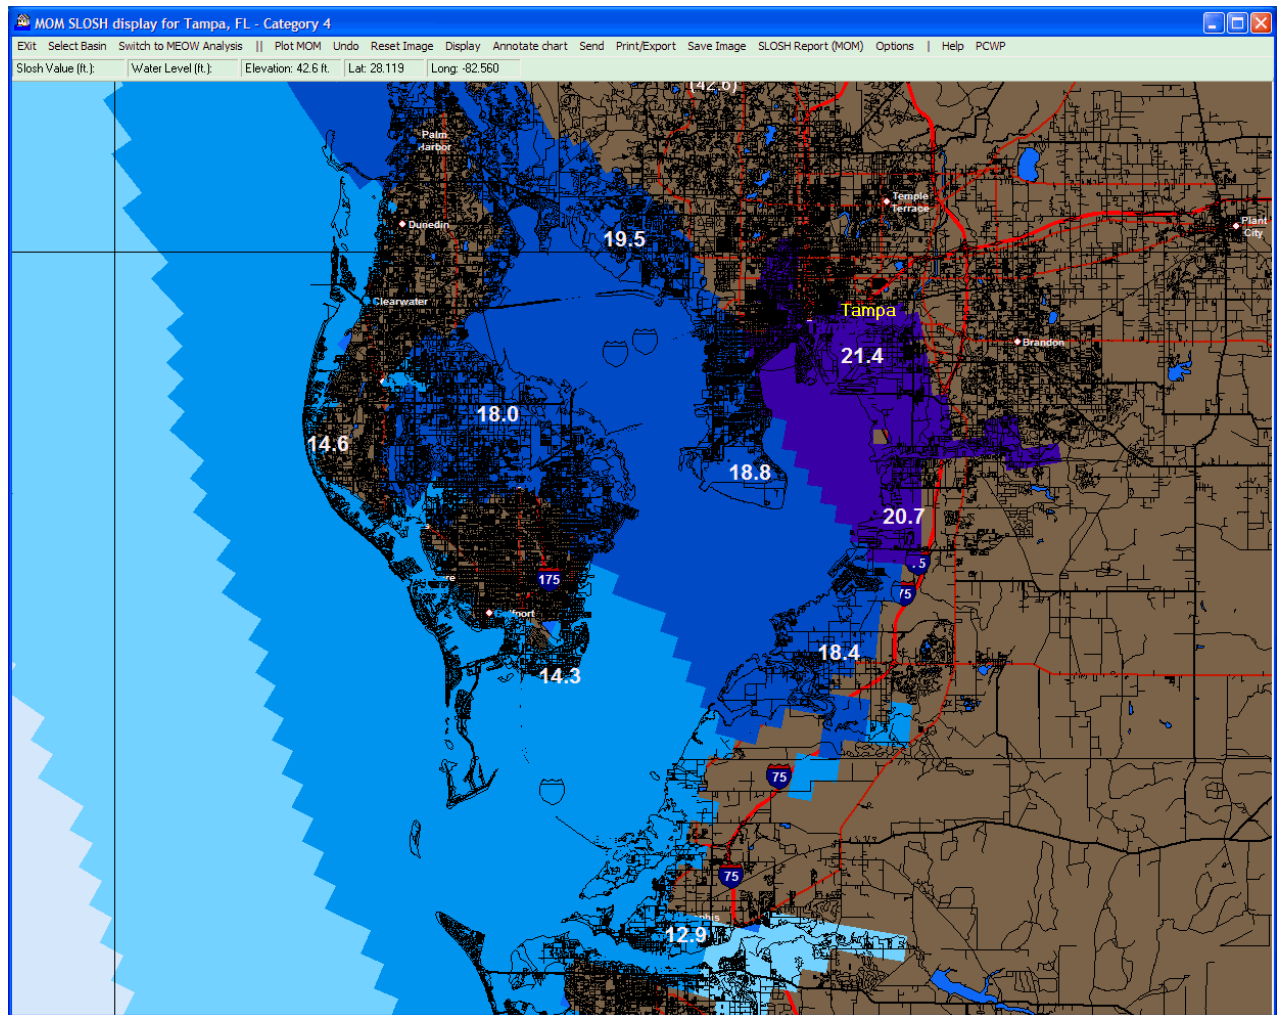 MOM SLOSH display for Tampa, FL - Category 4
Exit Select Basin Switch to MEOW Analysis || Plot MOM Undo Reset Image Display Annotate chart Send Print/Export Save Image SLOSH Report (MOM) Options | Help PCWP
Slosh Value (ft.): Water Level (ft.): Elevation: 42.6 ft. Lat: 28.119 Long: -82.560
(42.6)
Palm
Harbor
Temple
Terrace
Dunedin
Plant
City
19.5
Clearwater
Tampa
Brandon
21.4
18.0
14.6
18.8
20.7
.5
175
75
18.4
14.3
75
75
12.9